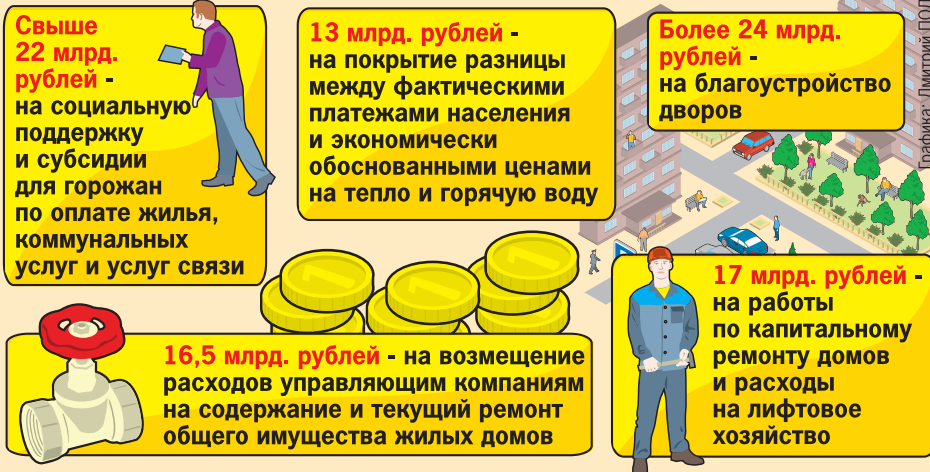 Свыше
22 млрд.
рублей -
на социальную
поддержку
и субсидии
для горожан
по оплате жилья,
коммунальных
услуг и услуг связи
13 млрд. рублей -
на покрытие разницы
между фактическими
платежами населения
и экономически
обоснованными ценами
на тепло и горячую воду
Более 24 млрд.
рублей -
на благоустройство
дворов
Графика: Дмитрий
16,5 млрд. рублей - на возмещение
расходов управляющим компаниям
на содержание и текущий ремонт
общего имущества жилых домов
17 млрд. рублей -
на работы
по капитальному
ремонту домов
и расходы
на лифтовое
хозяйство